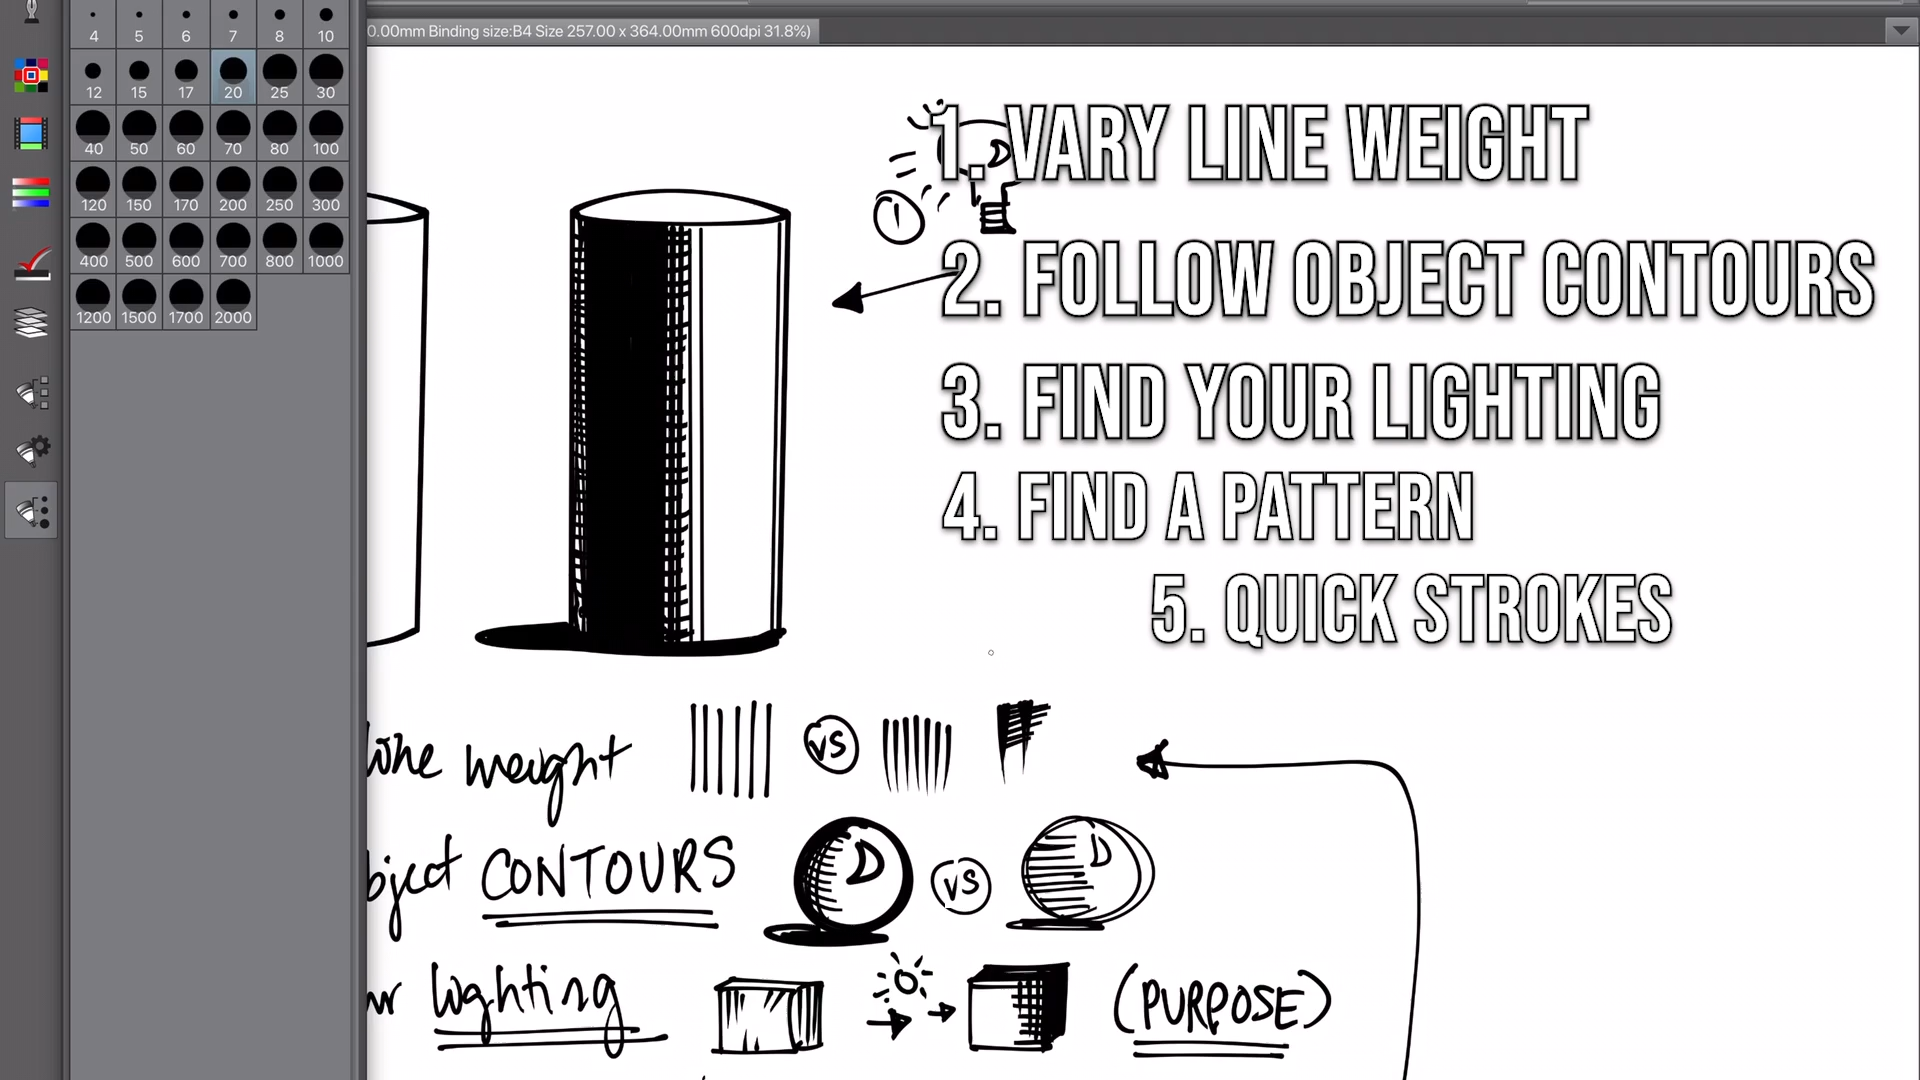 4 5 6 7 8 10
0.00mm Binding size:B4 Size 257.00 x 364.00mm 600dpi 31.8%)
12 15 17 20 25 30
40 50 60 70 80 100
120 150 170 200 250 300
400 500 600 700 800 1000
1200 1500 1700 2000
1. VARY LINE WEIGHT
1
2. FOLLOW OBJECT CONTOURS
3. FIND YOUR LIGHTING
4. FIND A PATTERN
5. QUICK STROKES
line weight VS
bject CONTOURS VS
ur lighting (PURPOSE)